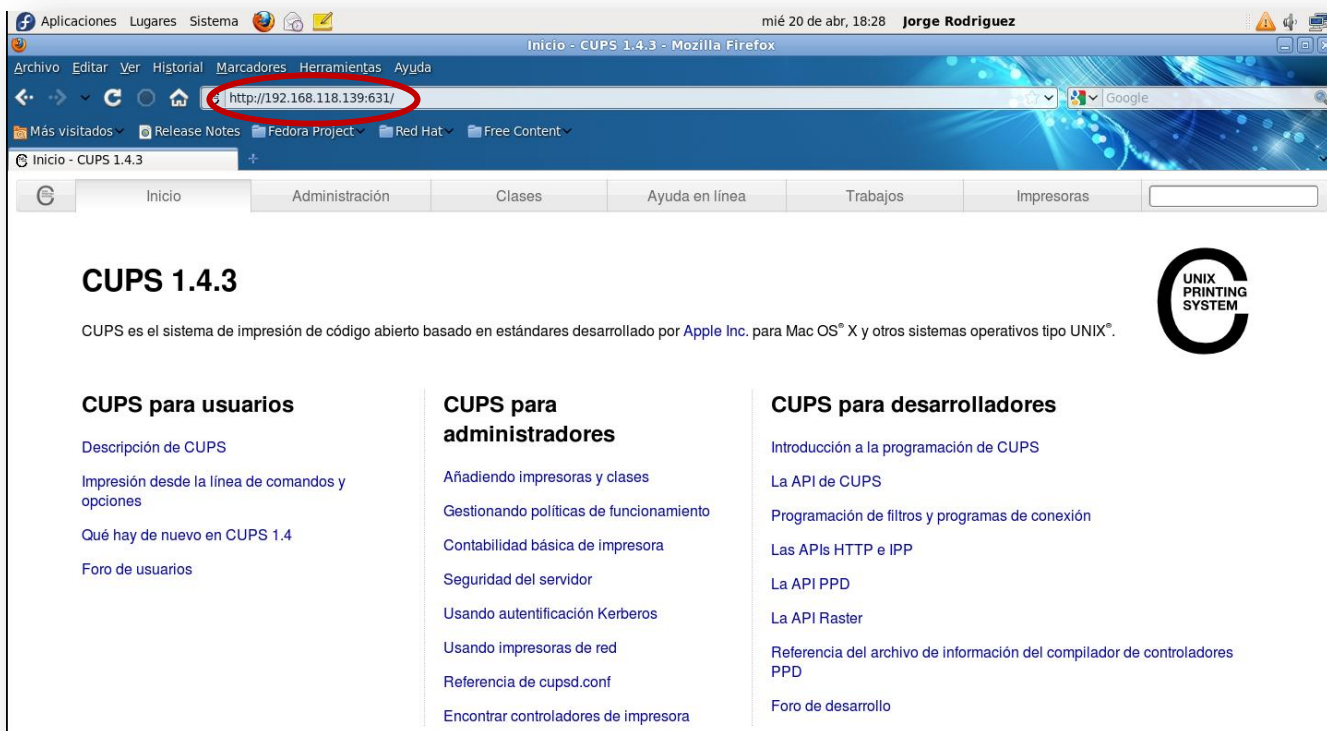 Aplicaciones Lugares Sistema mié 20 de abr, 18:28 Jorge Rodriguez
Inicio - CUPS 1.4.3 - Mozilla Firefox
Archivo Editar Ver Historial Marcadores Herramientas Ayuda
http://192.168.118.139:631/ Google
Más visitados Release Notes Fedora Project Red Hat Free Content
Inicio - CUPS 1.4.3
Inicio Administración Clases Ayuda en línea Trabajos Impresoras
CUPS 1.4.3
CUPS es el sistema de impresión de código abierto basado en estándares desarrollado por Apple Inc. para Mac OS® X y otros sistemas operativos tipo UNIX®.
UNIX
PRINTING
SYSTEM
CUPS para usuarios
Descripción de CUPS
Impresión desde la línea de comandos y
opciones
Qué hay de nuevo en CUPS 1.4
Foro de usuarios
CUPS para
administradores
Añadiendo impresoras y clases
Gestionando políticas de funcionamiento
Contabilidad básica de impresora
Seguridad del servidor
Usando autentificación Kerberos
Usando impresoras de red
Referencia de cupsd.conf
Encontrar controladores de impresora
CUPS para desarrolladores
Introducción a la programación de CUPS
La API de CUPS
Programación de filtros y programas de conexión
Las APIs HTTP e IPP
La API PPD
La API Raster
Referencia del archivo de información del compilador de controladores
PPD
Foro de desarrollo